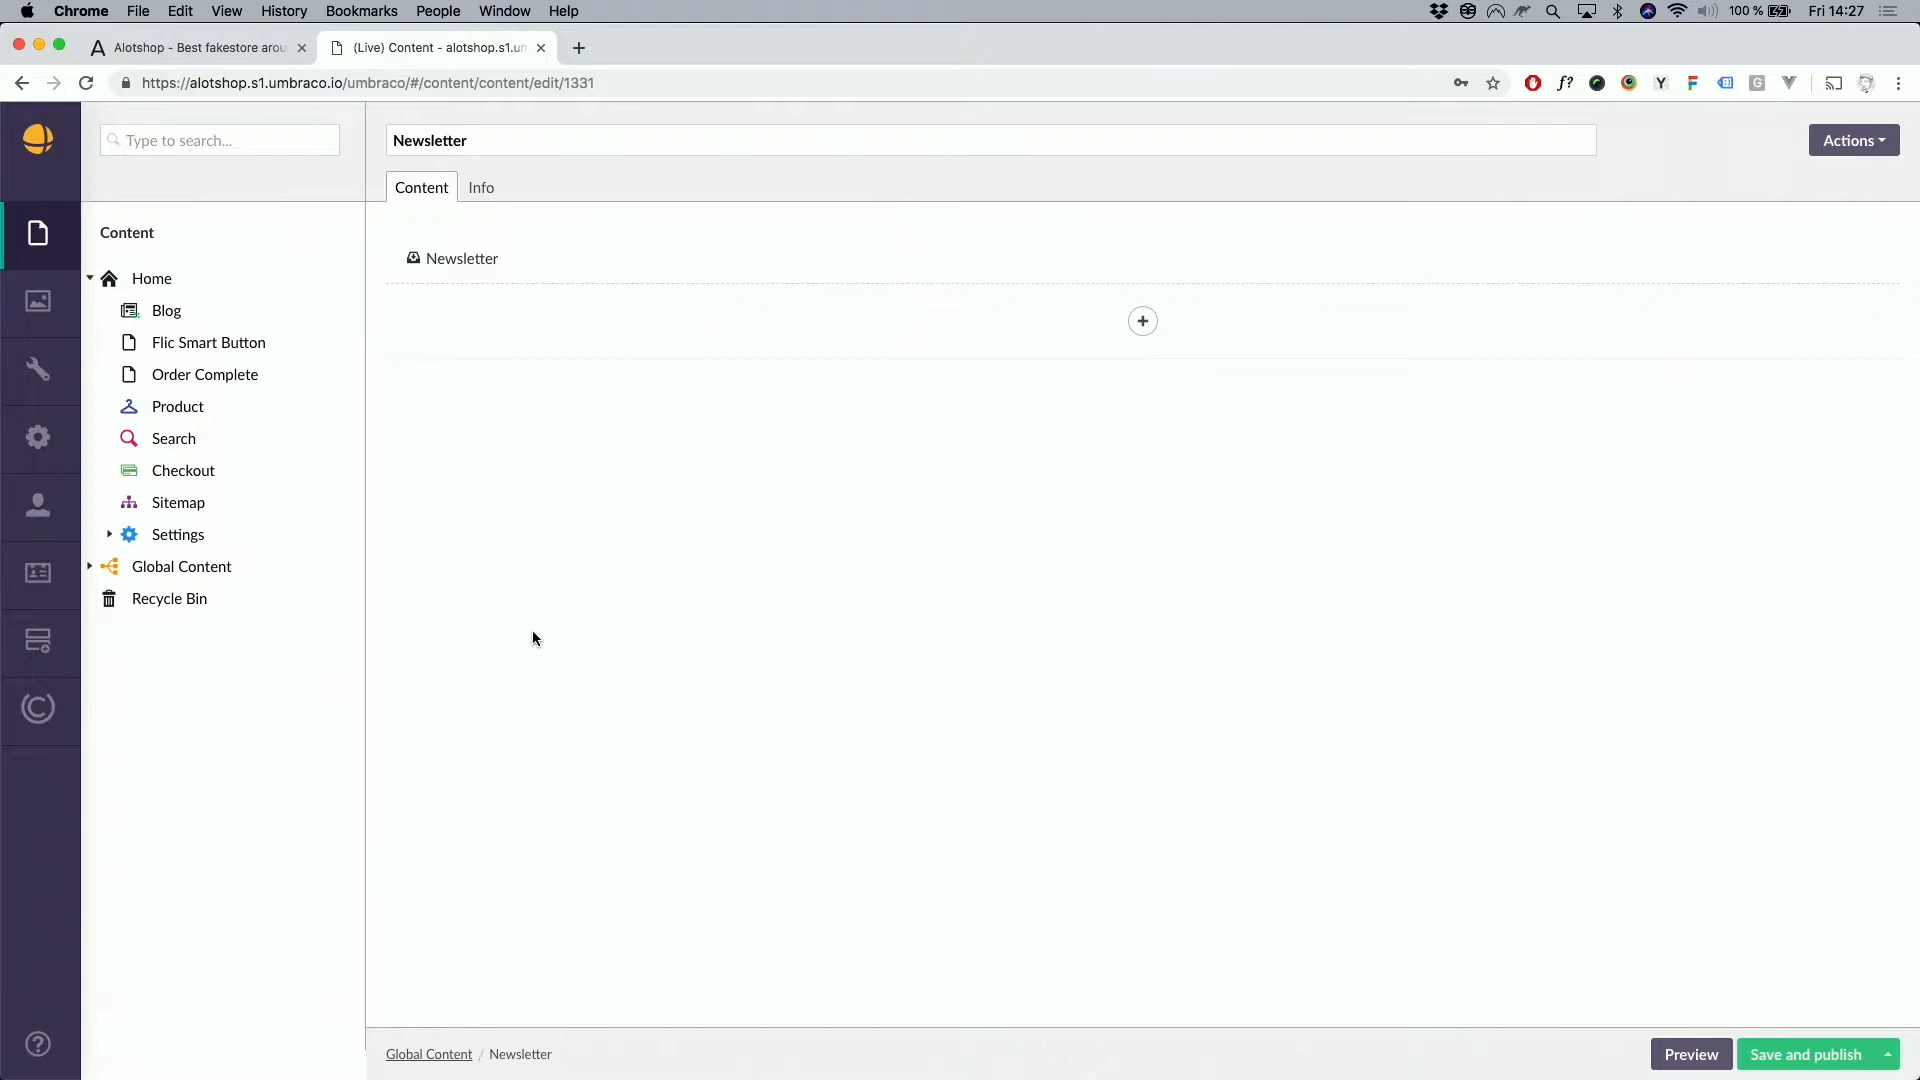 Chrome File Edit View History Bookmarks People Window Help
100 % Fri 14:27
Alotshop - Best fakestore arou
(Live) Content - alotshop.s1.um
https://alotshop.s1.umbraco.io/umbraco/#/content/content/edit/1331
f?
Y
F
G
Type to search...
Newsletter
Actions
Content Info
Content
Newsletter
Home
Blog
Flic Smart Button
Order Complete
Product
Search
Checkout
Sitemap
Settings
Global Content
Recycle Bin
Global Content / Newsletter
Preview
Save and publish